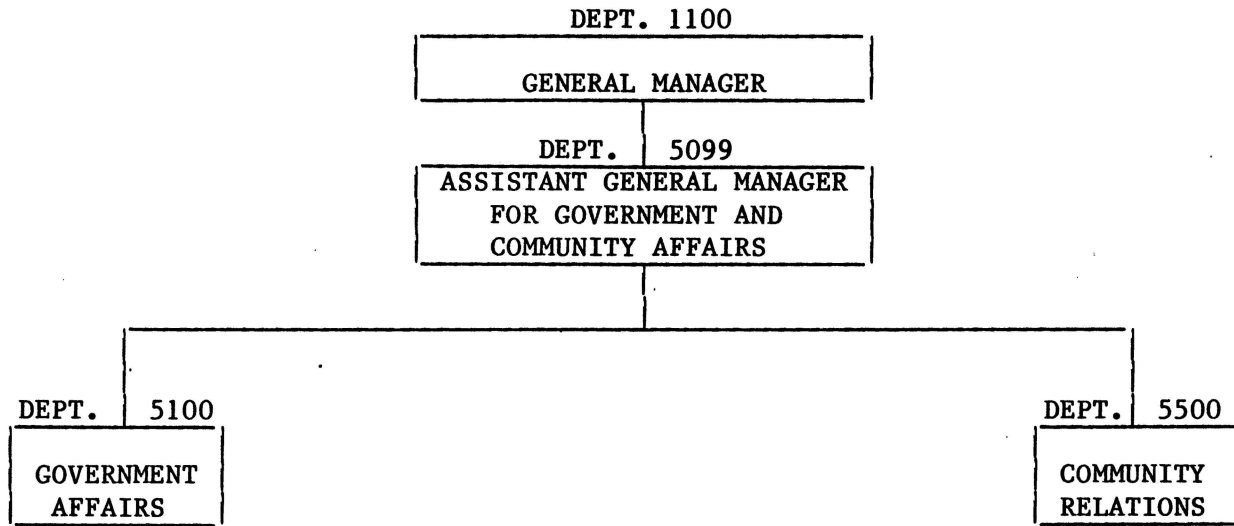 DEPT. 1100
GENERAL MANAGER
DEPT. 5099
ASSISTANT GENERAL MANAGER
FOR GOVERNMENT AND
COMMUNITY AFFAIRS
DEPT. 5100
GOVERNMENT
AFFAIRS
DEPT. 5500
COMMUNITY
RELATIONS